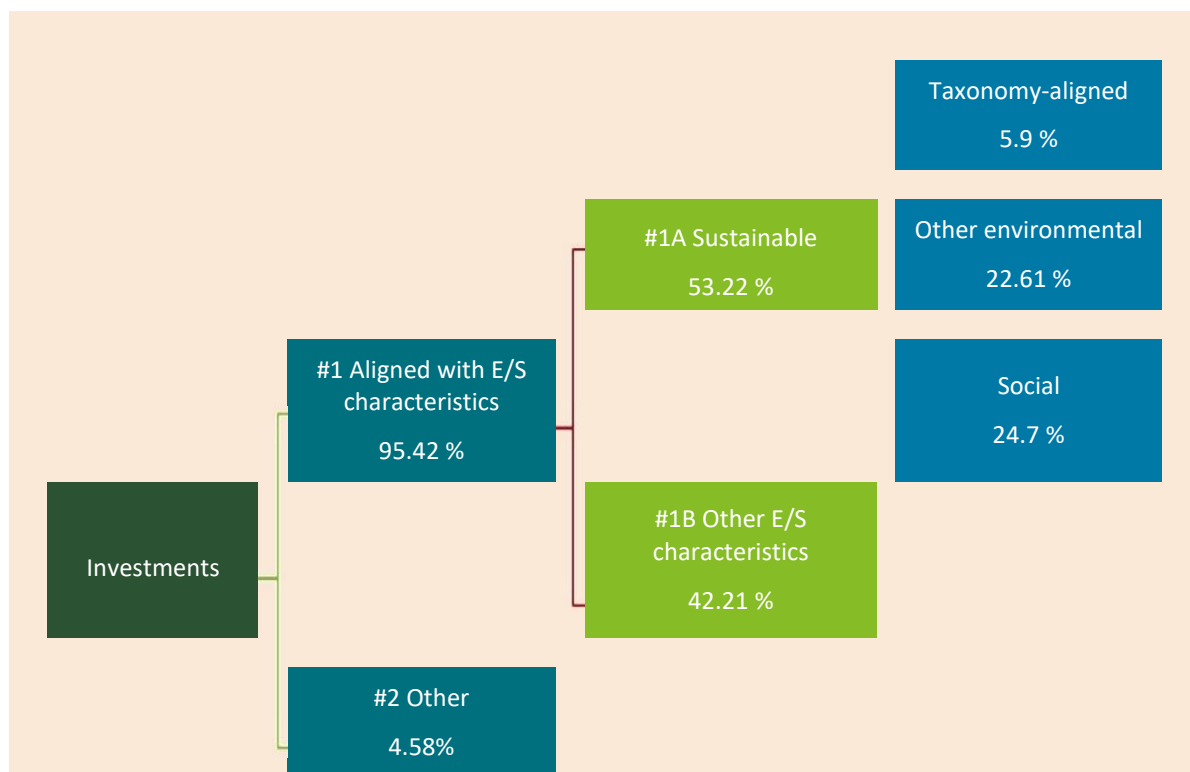 Taxonomy-aligned
5.9 %
#1A Sustainable
53.22 %
Other environmental
22.61 %
#1 Aligned with E/S
characteristics
95.42 %
Social
24.7 %
Investments
#1B Other E/S
characteristics
42.21 %
#2 Other
4.58%